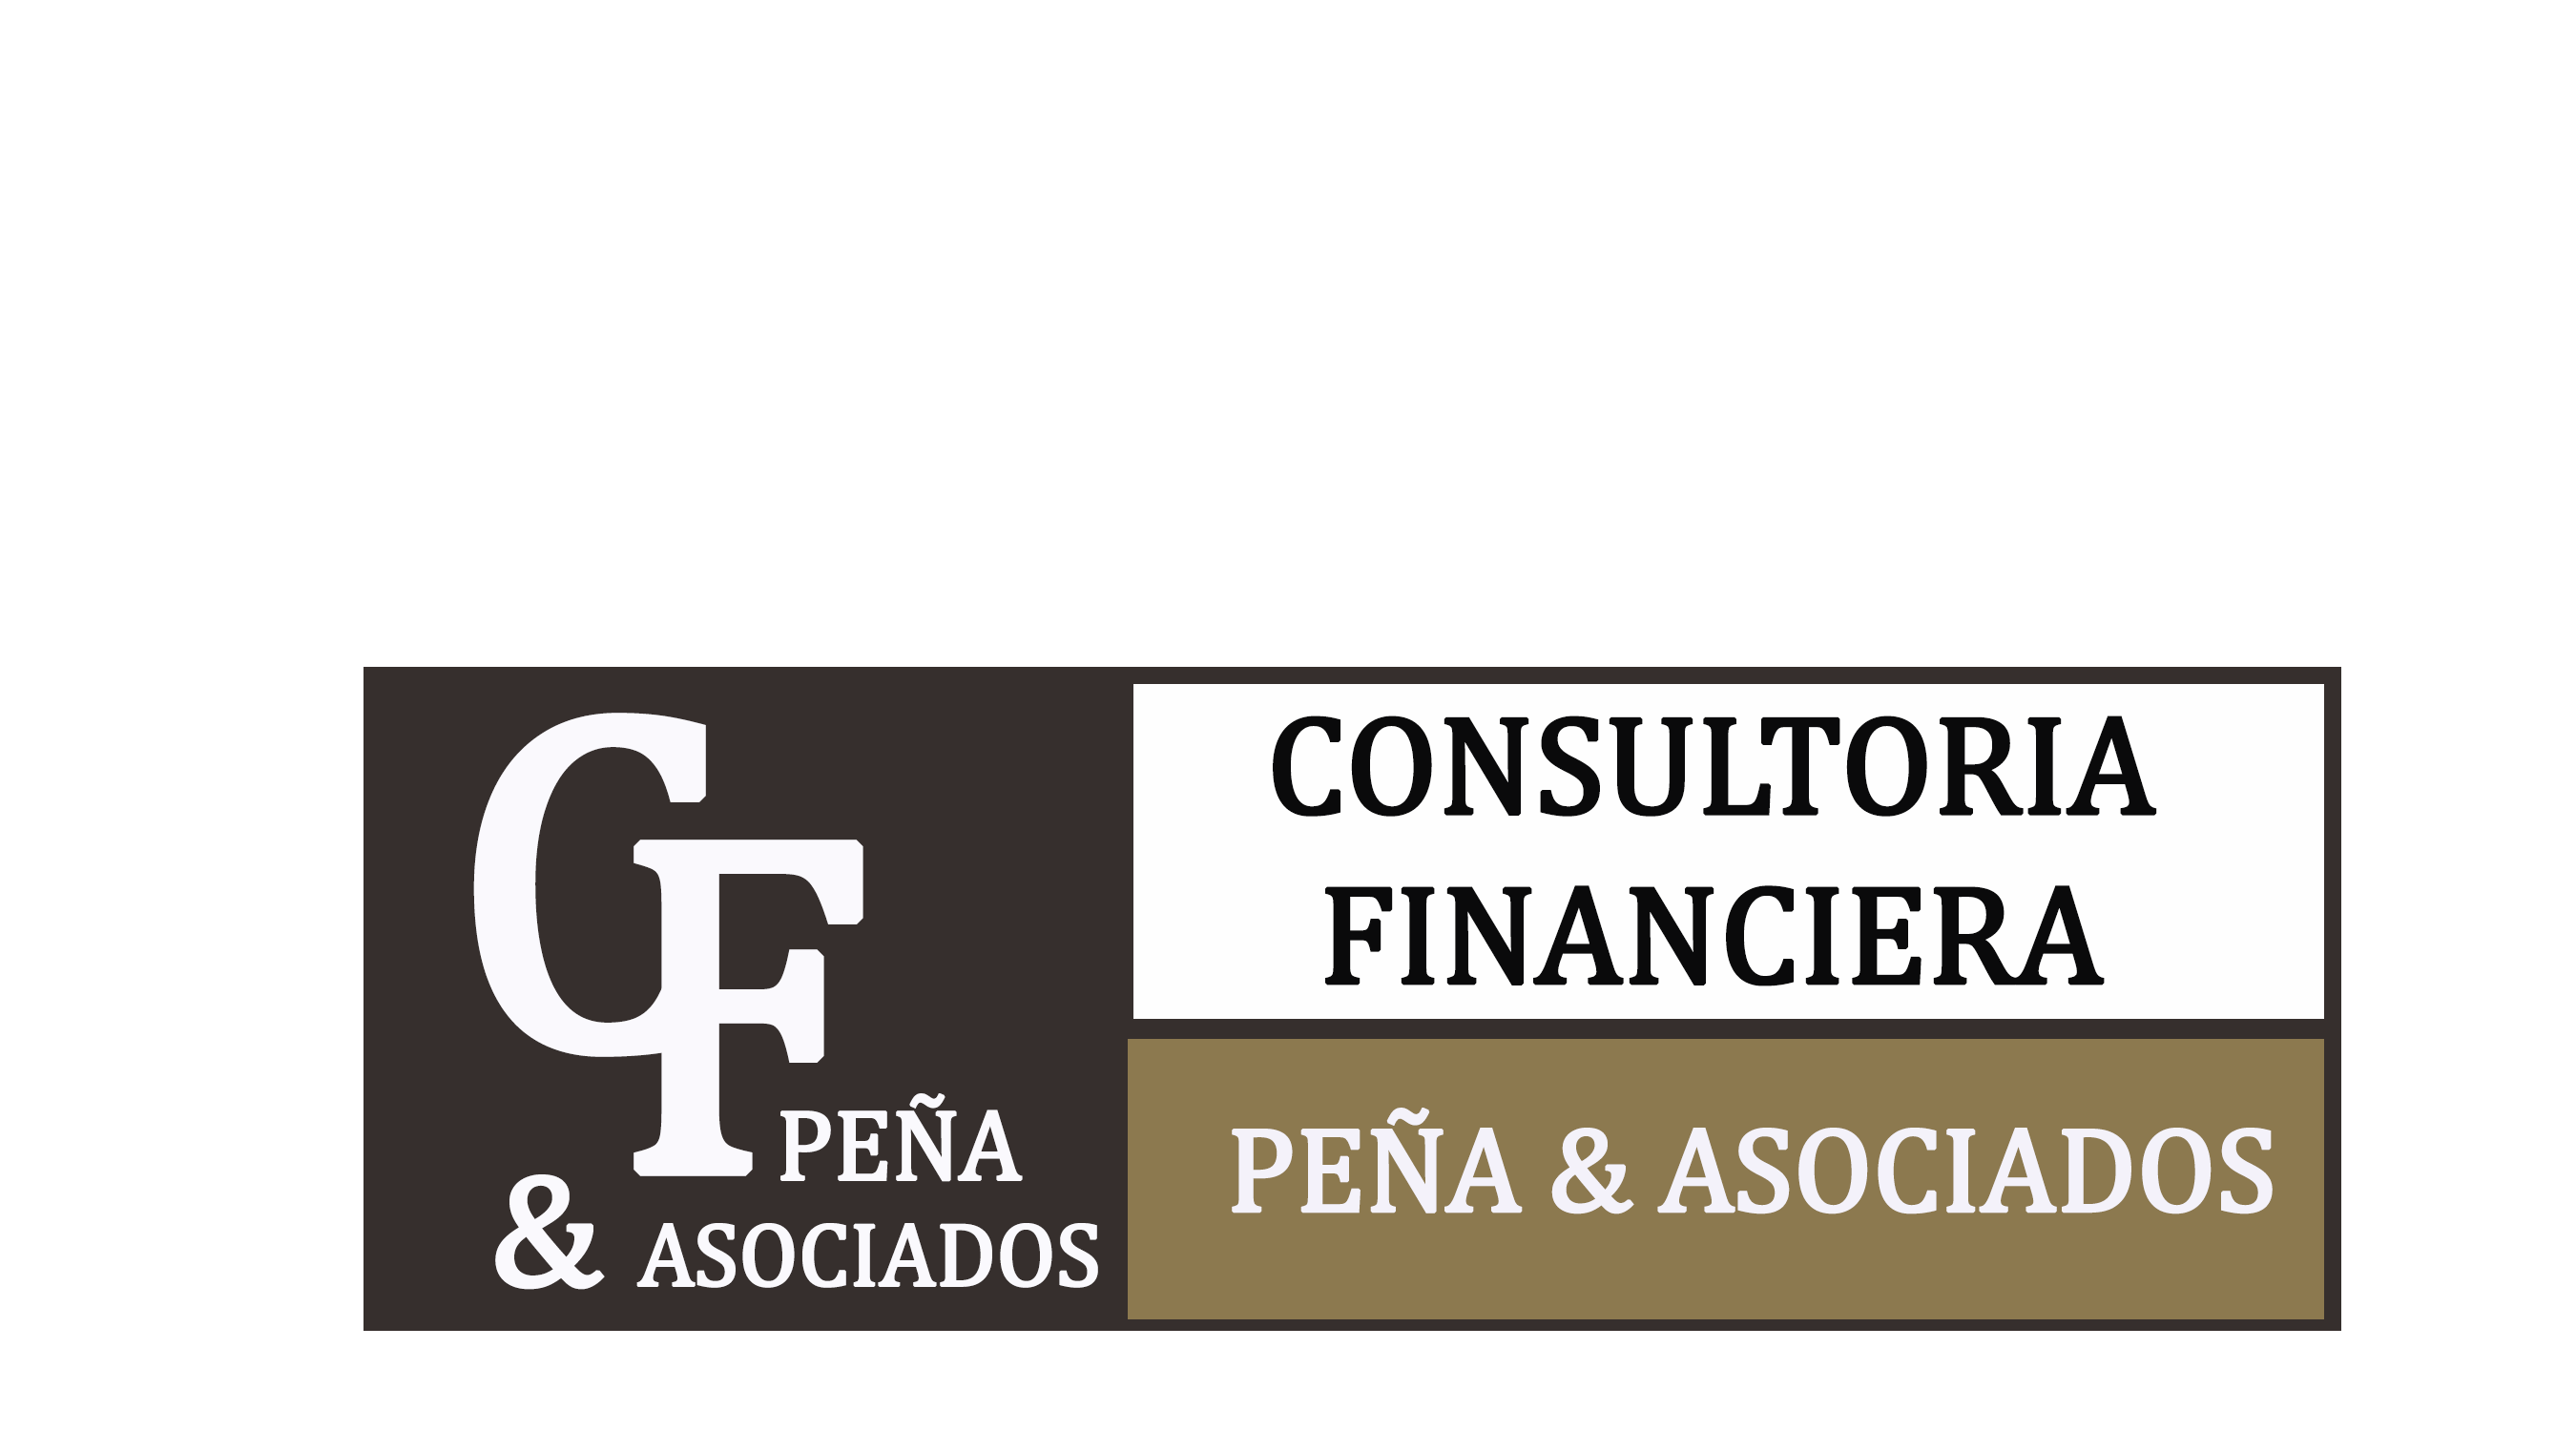 CF
PEÑA
& ASOCIADOS
CONSULTORIA
FINANCIERA
PEÑA & ASOCIADOS